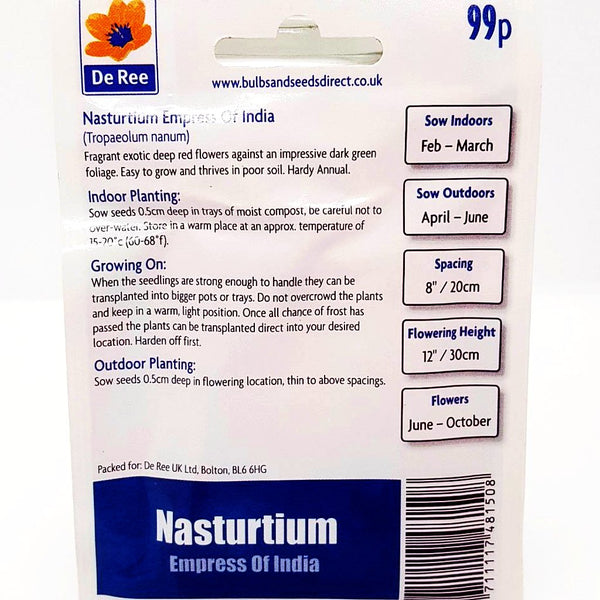 De Ree
www.bulbsandseedsdirect.co.uk
99p
Nasturtium Empress Of India
(Tropaeolum nanum)
Fragrant exotic deep red flowers against an impressive dark green
foliage. Easy to grow and thrives in poor soil. Hardy Annual.
Indoor Planting:
Sow seeds 0.5cm deep in trays of moist compost, be careful not to
over-water. Store in a warm place at an approx. temperature of
15-20°c (60-68°f).
Growing On:
When the seedlings are strong enough to handle they can be
transplanted into bigger pots or trays. Do not overcrowd the plants
and keep in a warm, light position. Once all chance of frost has
passed the plants can be transplanted direct into your desired
location. Harden off first.
Outdoor Planting:
Sow seeds 0.5cm deep in flowering location, thin to above spacings.
Sow Indoors
Feb – March
Sow Outdoors
April – June
Spacing
8" / 20cm
Flowering Height
12" / 30cm
Flowers
June – October
Packed for: De Ree UK Ltd, Bolton, BL6 6HG
Nasturtium
Empress Of India
711117 481508